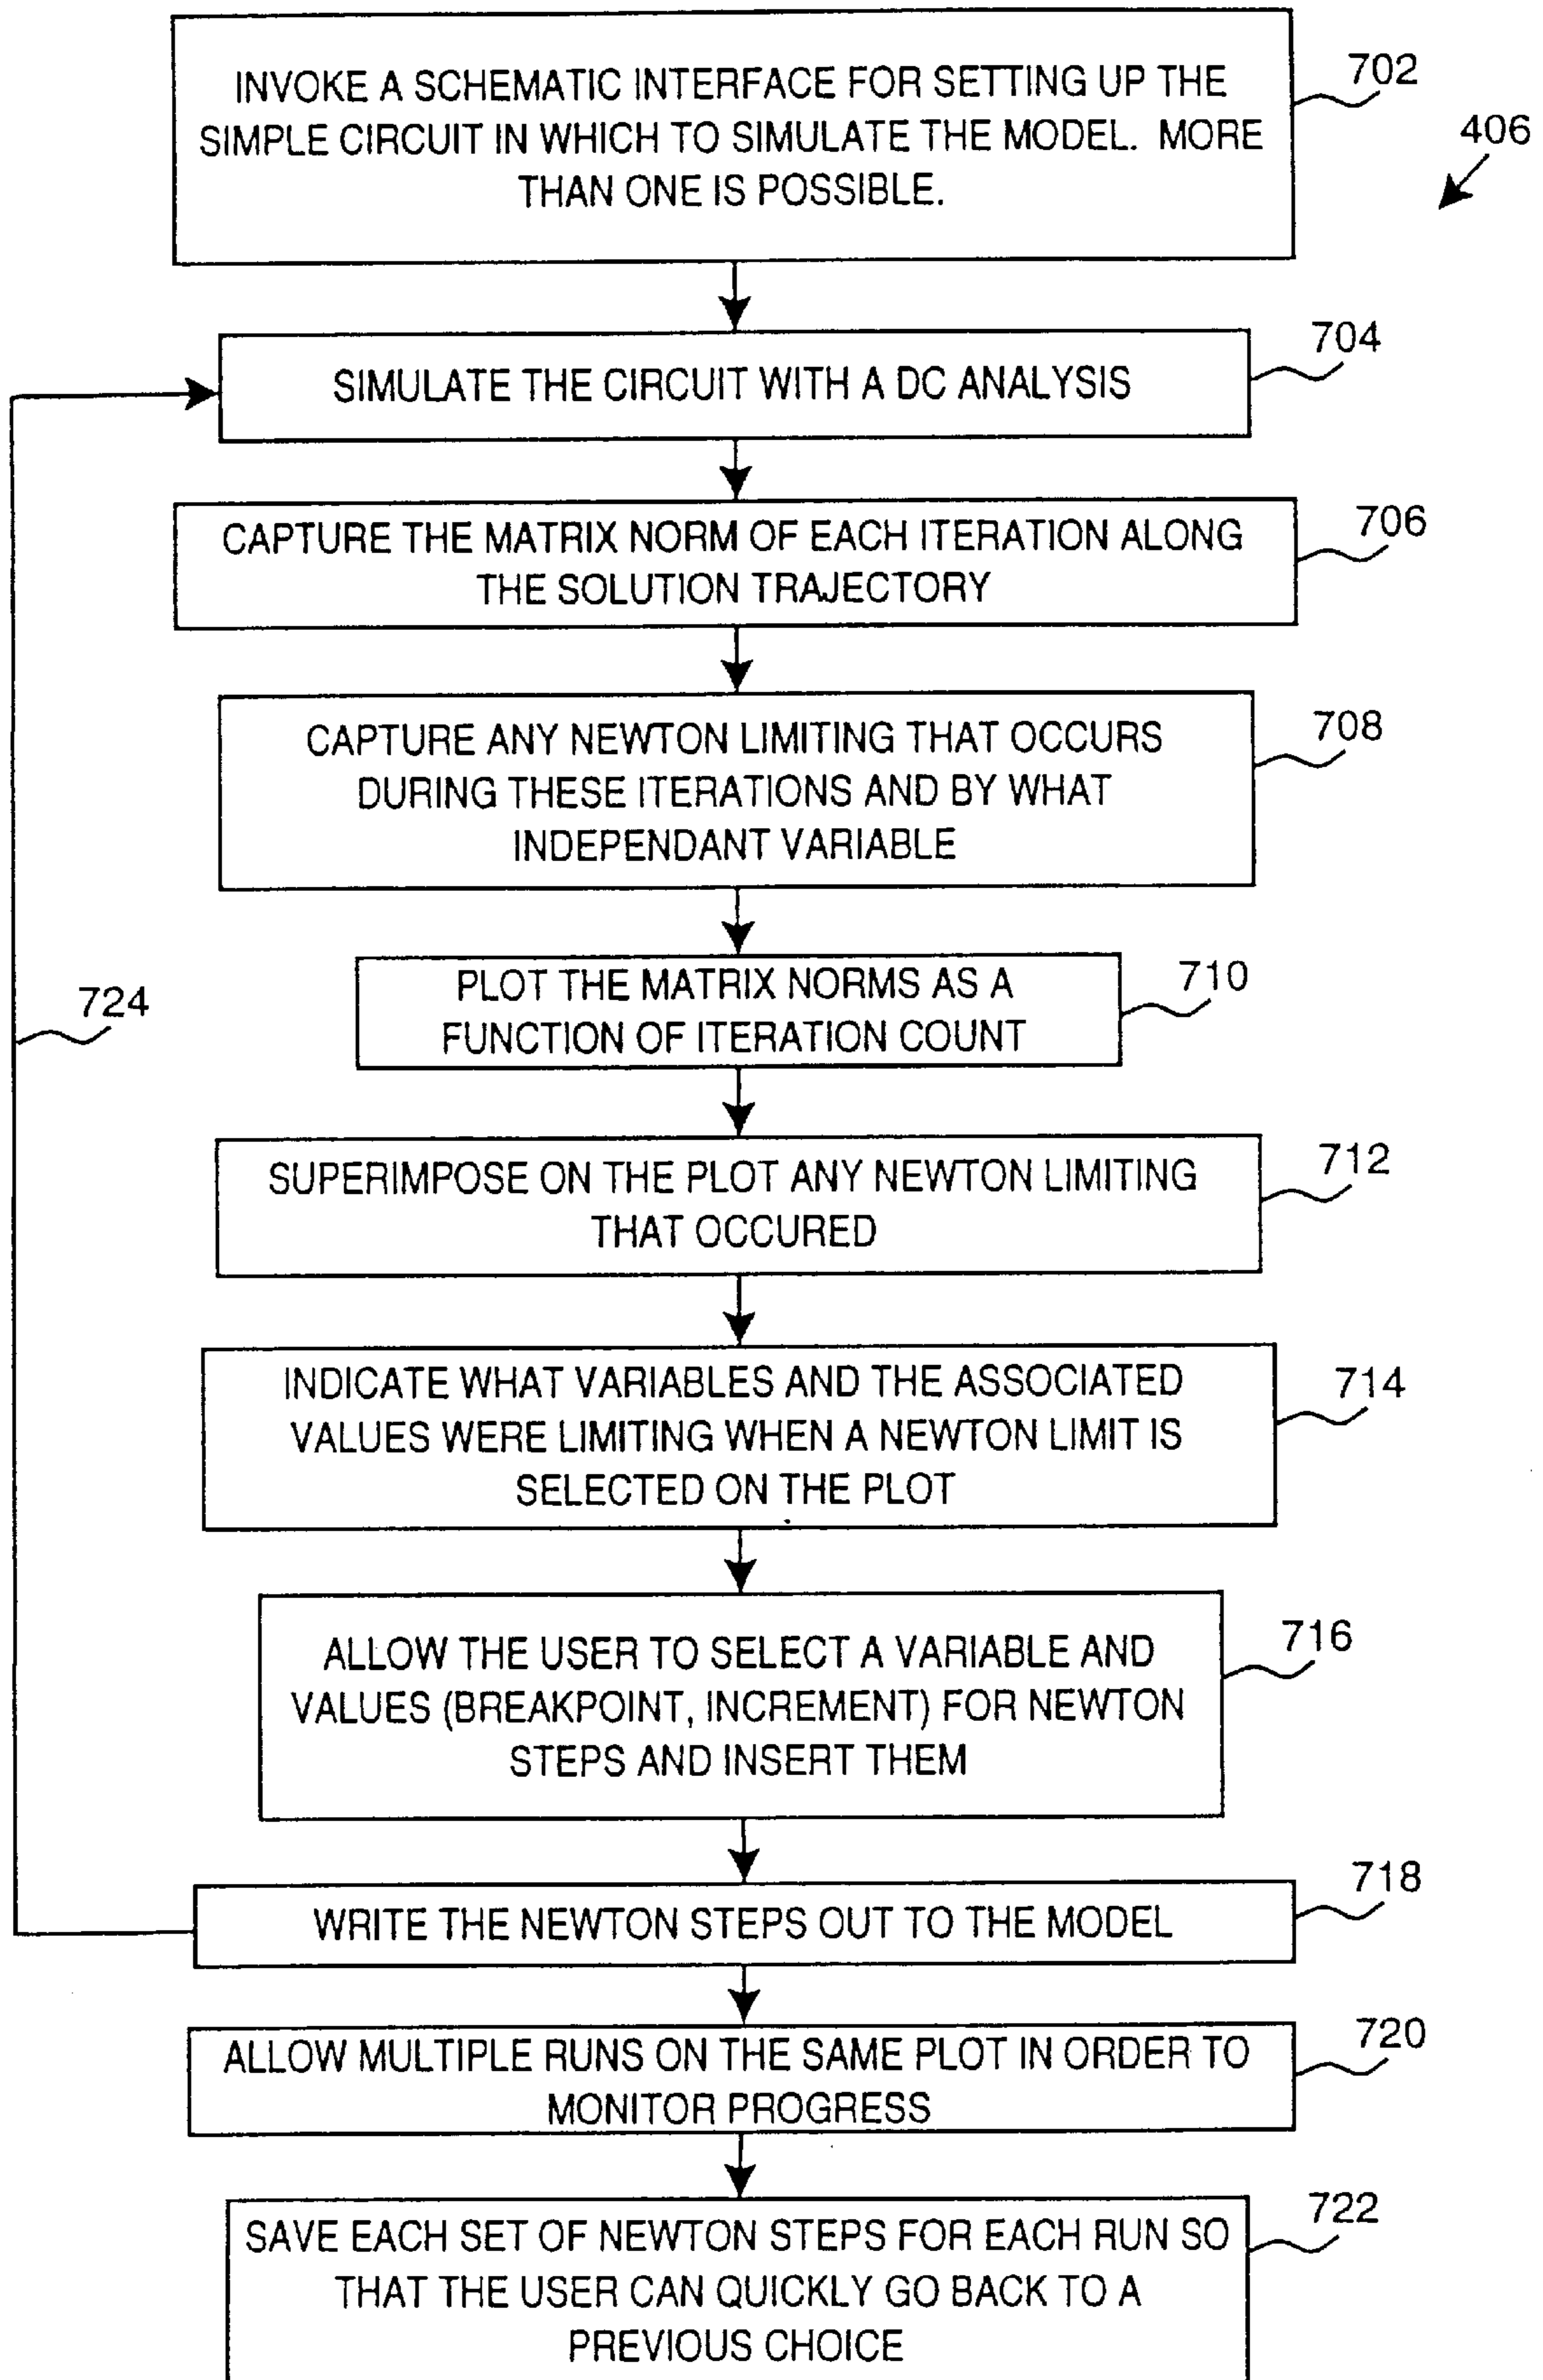 INVOKE A SCHEMATIC INTERFACE FOR SETTING UP THE
SIMPLE CIRCUIT IN WHICH TO SIMULATE THE MODEL. MORE
THAN ONE IS POSSIBLE.
702
406
SIMULATE THE CIRCUIT WITH A DC ANALYSIS
704
CAPTURE THE MATRIX NORM OF EACH ITERATION ALONG
THE SOLUTION TRAJECTORY
706
CAPTURE ANY NEWTON LIMITING THAT OCCURS
DURING THESE ITERATIONS AND BY WHAT
INDEPENDANT VARIABLE
708
PLOT THE MATRIX NORMS AS A
FUNCTION OF ITERATION COUNT
710
724
SUPERIMPOSE ON THE PLOT ANY NEWTON LIMITING
THAT OCCURED
712
INDICATE WHAT VARIABLES AND THE ASSOCIATED
VALUES WERE LIMITING WHEN A NEWTON LIMIT IS
SELECTED ON THE PLOT
714
ALLOW THE USER TO SELECT A VARIABLE AND
VALUES (BREAKPOINT, INCREMENT) FOR NEWTON
STEPS AND INSERT THEM
716
WRITE THE NEWTON STEPS OUT TO THE MODEL
718
ALLOW MULTIPLE RUNS ON THE SAME PLOT IN ORDER TO
MONITOR PROGRESS
720
SAVE EACH SET OF NEWTON STEPS FOR EACH RUN SO
THAT THE USER CAN QUICKLY GO BACK TO A
PREVIOUS CHOICE
722